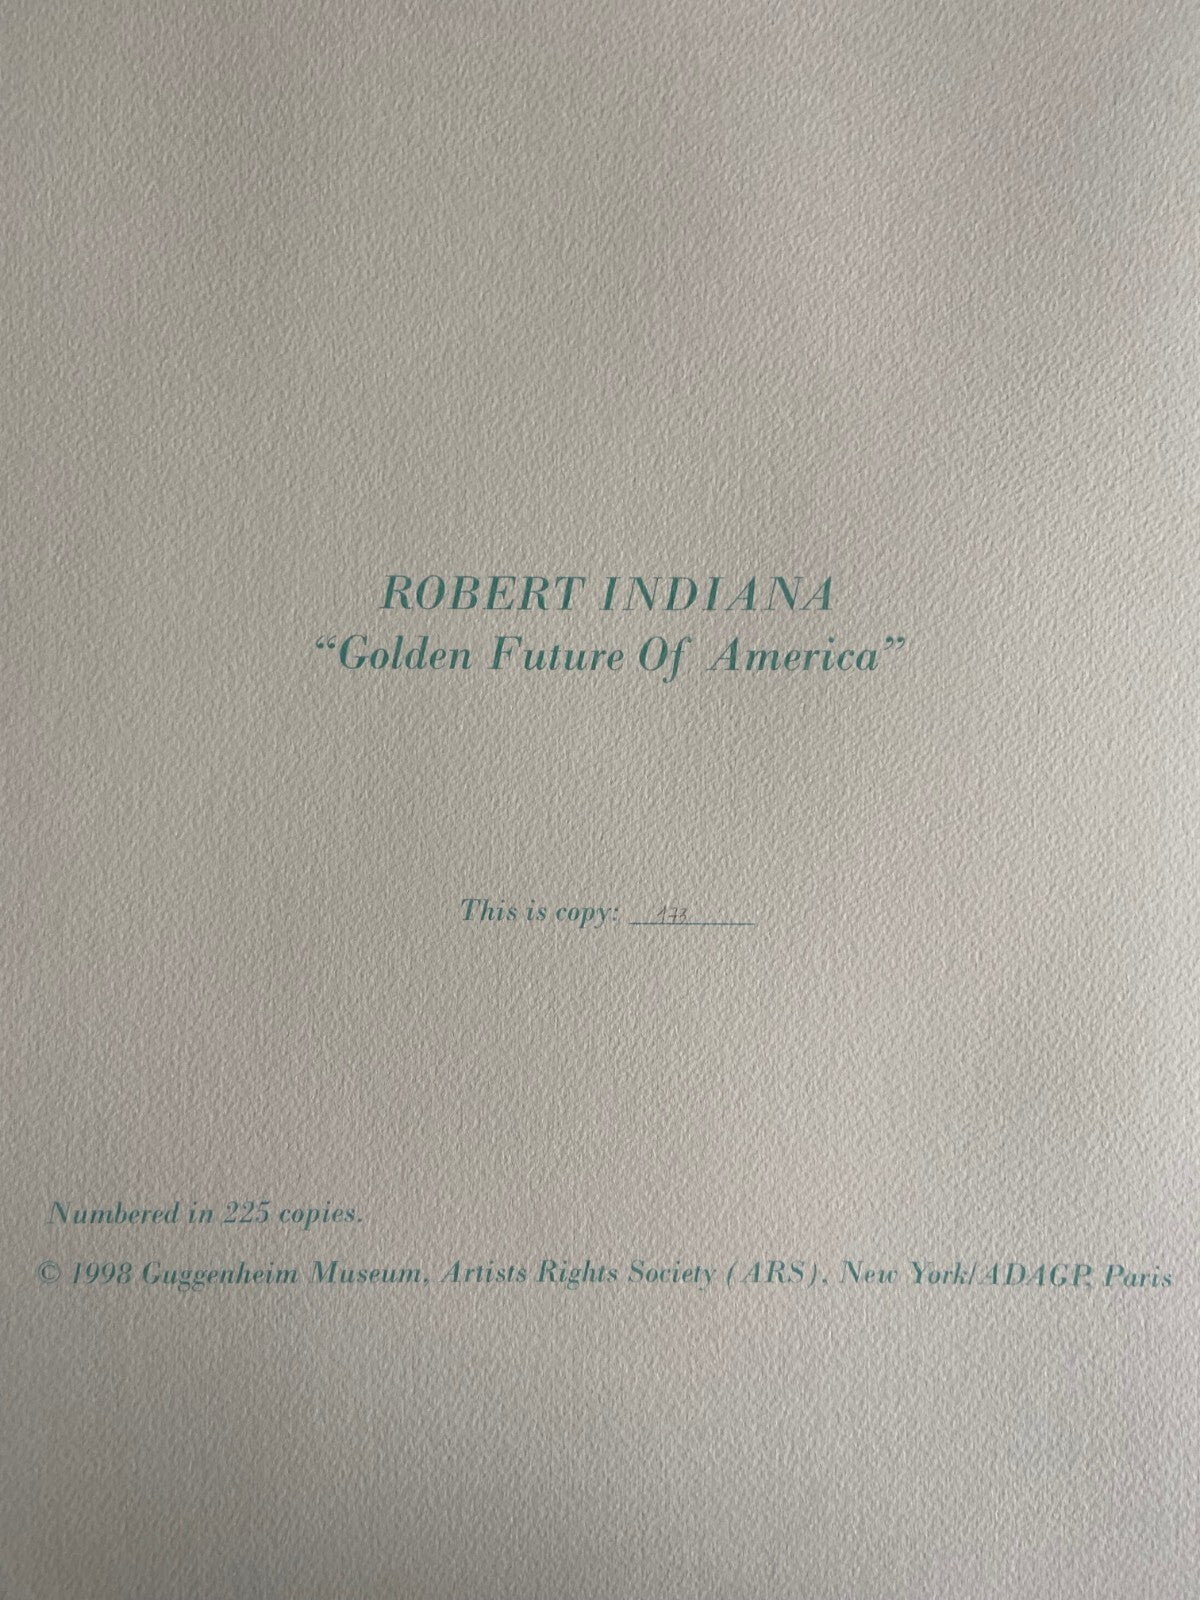 ROBERT INDIANA
“Golden Future Of America”
This is copy: 173
Numbered in 225 copies.
© 1998 Guggenheim Museum, Artists Rights Society (ARS), New York/ADAGP, Paris